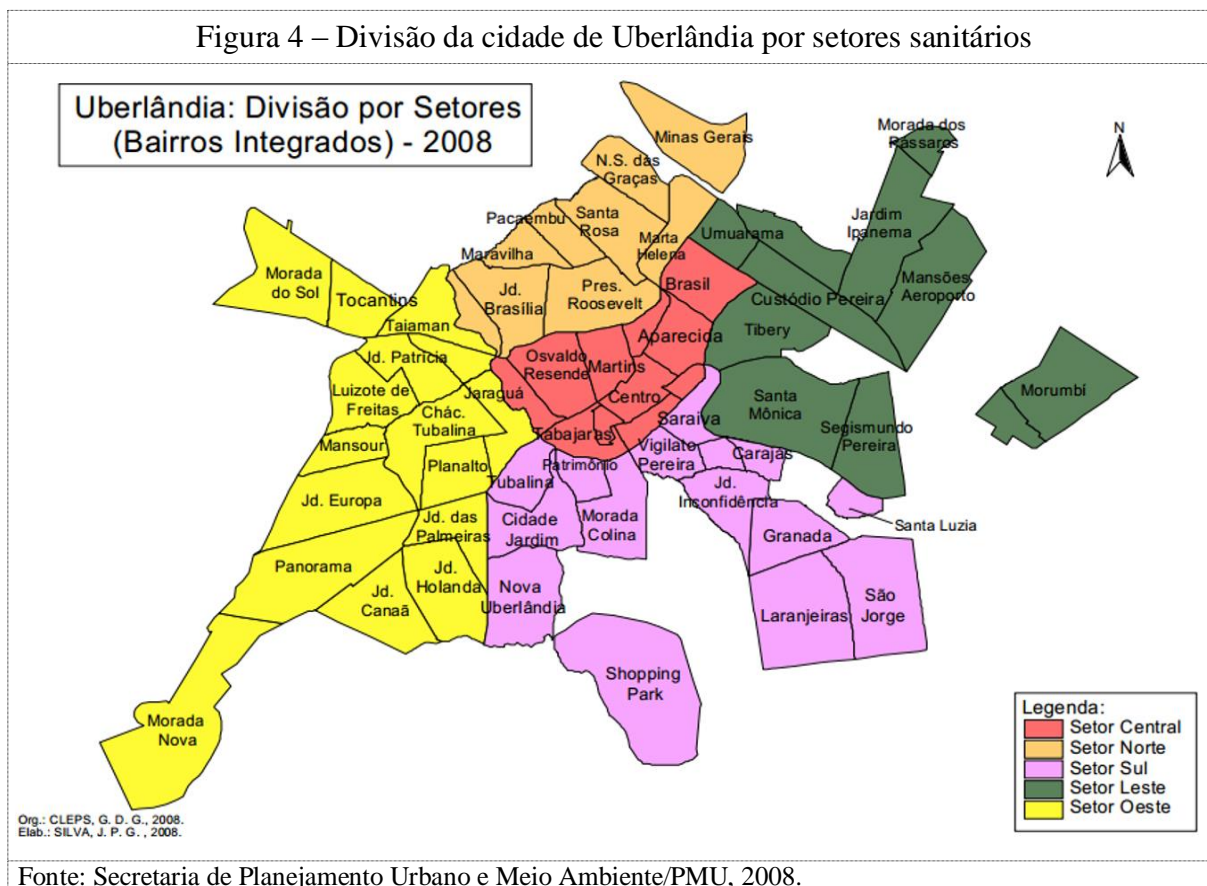 Figura 4 – Divisão da cidade de Uberlândia por setores sanitários
Uberlândia: Divisão por Setores
(Bairros Integrados) - 2008
N
Minas Gerais
Morada dos
Pássaros
N.S. das
Graças
Pacaembu
Santa
Rosa
Marta
Helena
Umuarama
Jardim
Ipanema
Maravilha
Morada
do Sol
Tocantins
Taiaman
Jd.
Brasília
Pres.
Roosevelt
Brasil
Custódio Pereira
Mansões
Aeroporto
Aparecida
Tibery
Jd. Patrícia
Osvaldo
Resende
Martins
Luizote de
Freitas
Jaraguá
Centro
Morumbí
Santa
Mônica
Chác.
Tubalina
Saraiva
Segismundo
Pereira
Mansour
Tabajaras
Vigilato
Pereira
Carajás
Planalto
Patrimônio
Tubalina
Jd. Europa
Jd.
Inconfidência
Jd. das
Palmeiras
Cidade
Jardim
Morada
Colina
Santa Luzia
Granada
Panorama
Jd.
Holanda
Jd.
Canaã
Nova
Uberlândia
Laranjeiras
São
Jorge
Shopping
Park
Morada
Nova
Legenda:
Setor Central
Setor Norte
Setor Sul
Setor Leste
Setor Oeste
Org.: CLEPS, G. D. G., 2008.
Elab.: SILVA, J. P. G. , 2008.
Fonte: Secretaria de Planejamento Urbano e Meio Ambiente/PMU, 2008.